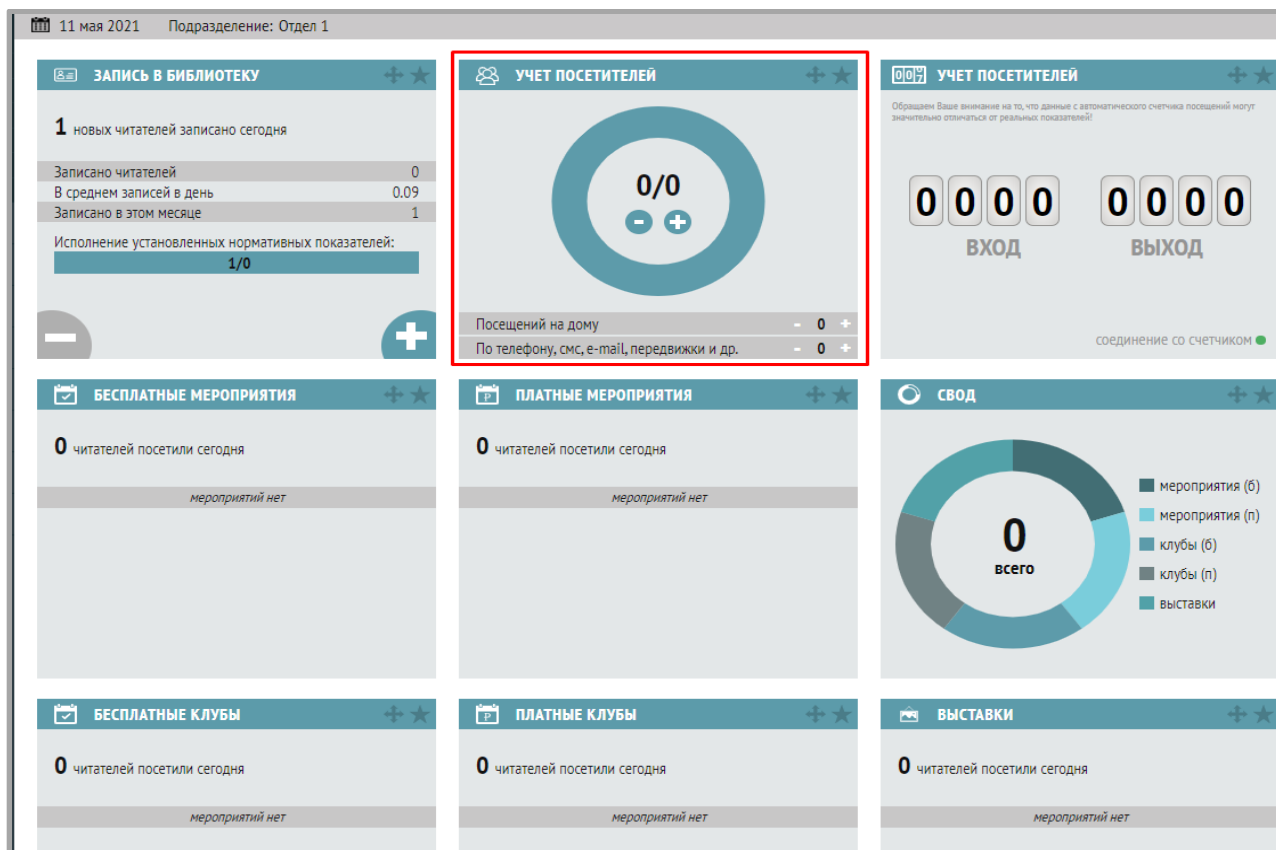 11 мая 2021 Подразделение: Отдел 1
ЗАПИСЬ В БИБЛИОТЕКУ
1 новых читателей записано сегодня
Записано читателей 0
В среднем записей в день 0.09
Записано в этом месяце 1
Исполнение установленных нормативных показателей:
1/0
УЧЕТ ПОСЕТИТЕЛЕЙ
0/0
- +
Посещений на дому - 0 +
По телефону, смс, e-mail, передвижки и др. - 0 +
007 УЧЕТ ПОСЕТИТЕЛЕЙ
Обращаем Ваше внимание на то, что данные с автоматического счетчика посещений могут
значительно отличаться от реальных показателей!
0 0 0 0 0 0 0 0
ВХОД ВЫХОД
соединение со счетчиком
БЕСПЛАТНЫЕ МЕРОПРИЯТИЯ
0 читателей посетили сегодня
мероприятий нет
ПЛАТНЫЕ МЕРОПРИЯТИЯ
0 читателей посетили сегодня
мероприятий нет
СВОД
0
всего
мероприятия (б)
мероприятия (п)
клубы (б)
клубы (п)
выставки
БЕСПЛАТНЫЕ КЛУБЫ
0 читателей посетили сегодня
мероприятий нет
ПЛАТНЫЕ КЛУБЫ
0 читателей посетили сегодня
мероприятий нет
ВЫСТАВКИ
0 читателей посетили сегодня
мероприятий нет